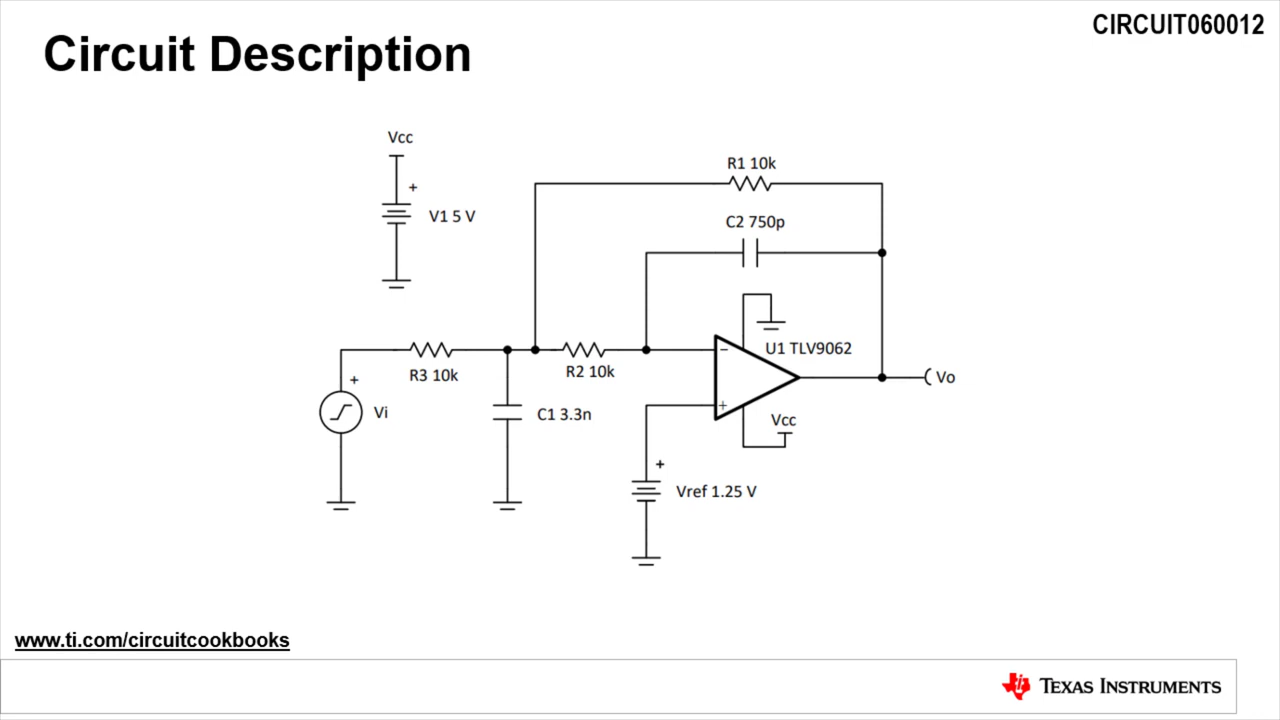 CIRCUIT060012
Circuit Description
Vcc
+
V1 5 V
R1 10k
C2 750p
U1 TLV9062
R3 10k
R2 10k
−
+
Vi
C1 3.3n
+
Vcc
Vo
+
Vref 1.25 V
www.ti.com/circuitcookbooks
TEXAS INSTRUMENTS